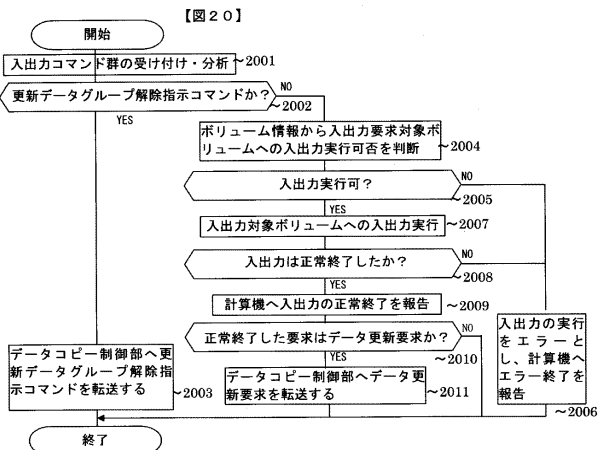 【図２０】
開始
入出力コマンド群の受け付け・分析
～2001
更新データグループ解除指示コマンドか？
NO
～2002
YES
ボリューム情報から入出力要求対象ボ
リュームへの入出力実行可否を判断
～2004
入出力実行可？
NO
～2005
YES
入出力対象ボリュームへの入出力実行
～2007
入出力は正常終了したか？
NO
～2008
YES
計算機へ入出力の正常終了を報告
～2009
正常終了した要求はデータ更新要求か？
NO
～2010
YES
データコピー制御部へ更
新データグループ解除指
示コマンドを転送する
～2003
データコピー制御部へデータ更
新要求を転送する
～2011
入出力の実行
をエラーと
し、計算機へ
エラー終了を
報告
～2006
終了